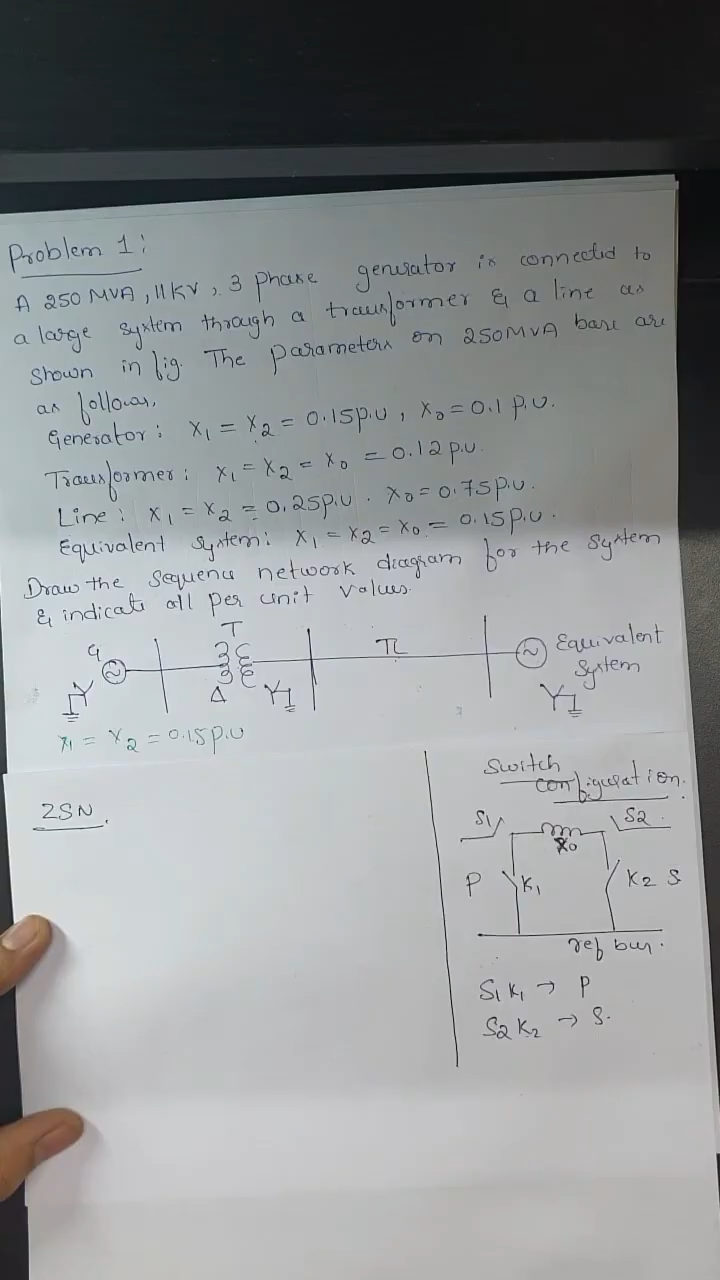 Problem 1:
A 250 MVA, 11KV, 3 phase generator is connected to
a large system through a transformer & a line as
shown in fig. The parameters on 250MVA base are
as follows,
Generator: X1 = X2 = 0.15p.u, X0 = 0.1 P.U.
Transformer: X1 = X2 = X0 = 0.12 p.u.
Line: X1 = X2 = 0.25p.u. X0 = 0.75p.u.
Equivalent System: X1 = X2 = X0 = 0.15p.u.
Draw the sequence network diagram for the system
& indicate all per unit values.
G T TL Equivalent
System
Δ Y Y
X1 = X2 = 0.15p.u
ZSN.
Switch
configuration.
S1 X0 S2
P K1 K2 S
ref bus.
S1 K1 → P
S2 K2 → S.